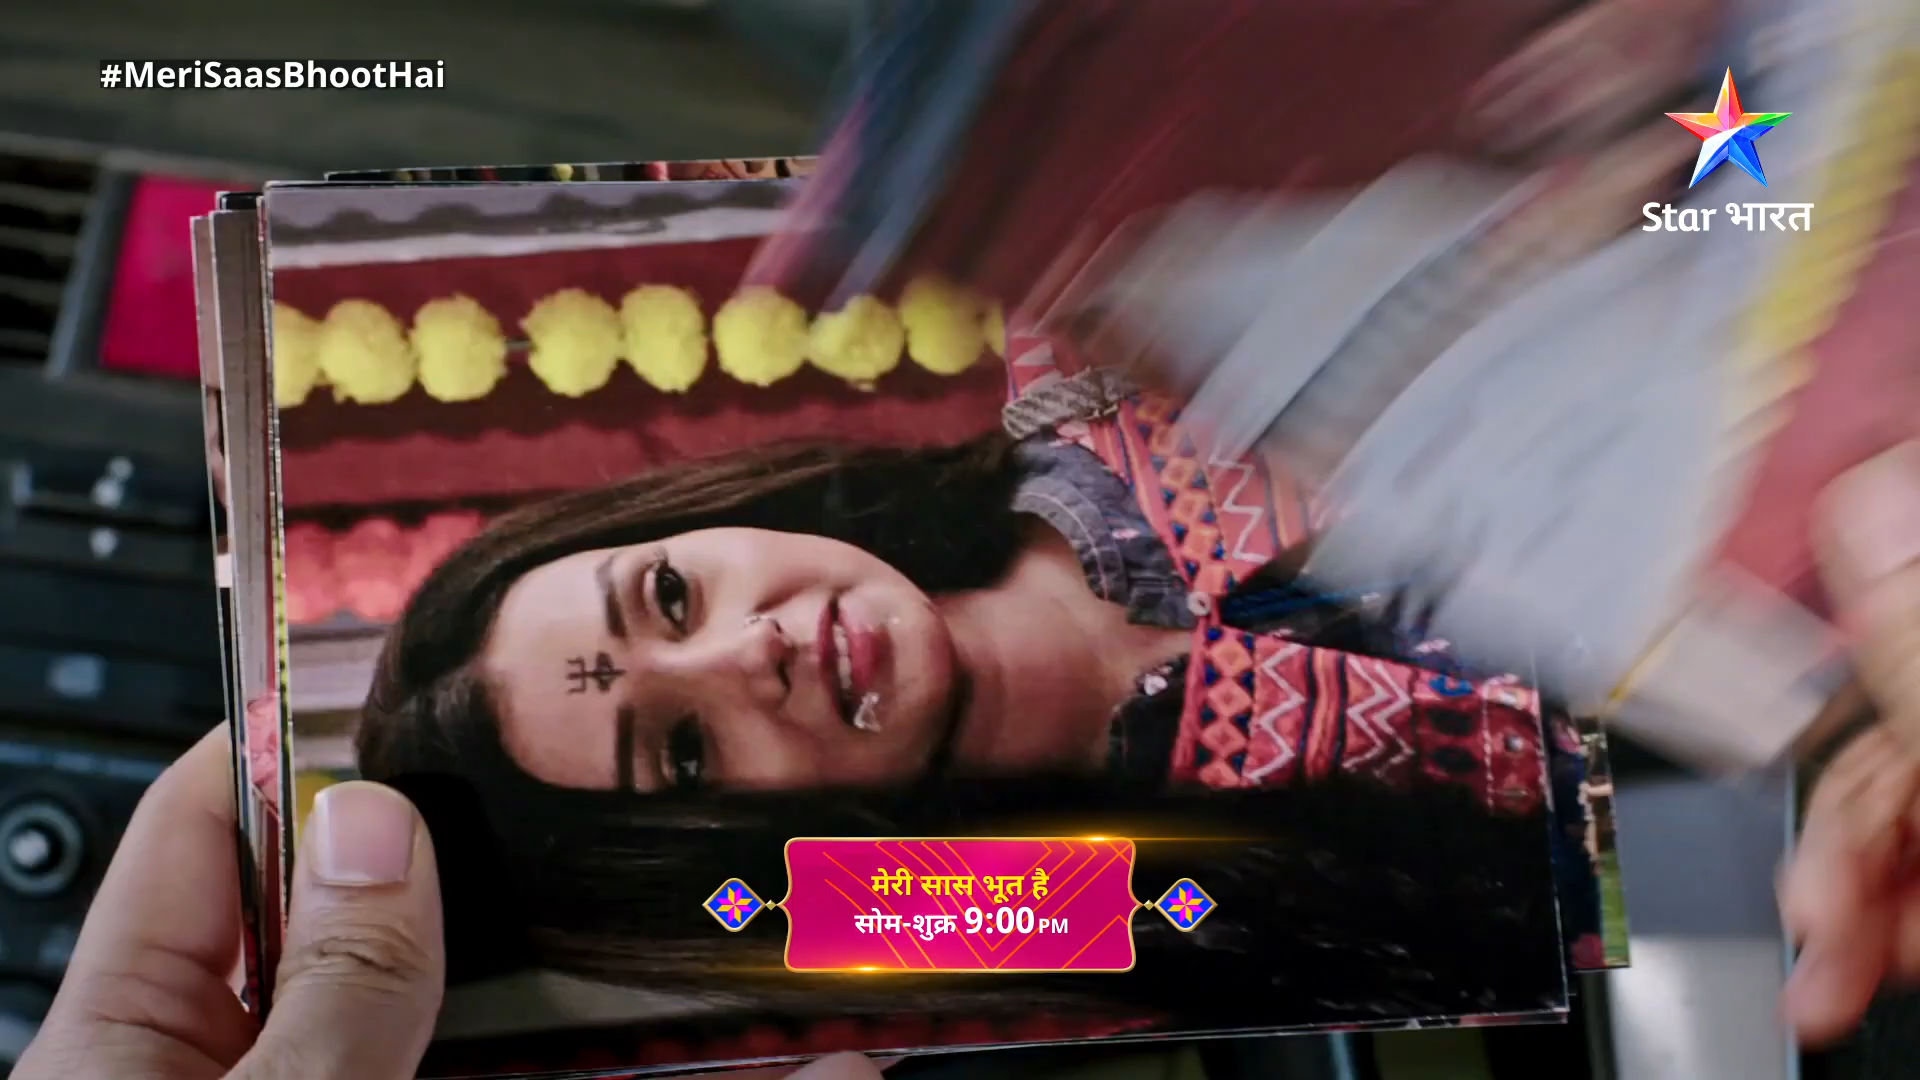 #MeriSaasBhootHai
Star भारत
मेरी सास भूत है
सोम-शुक्र 9:00 PM